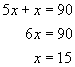 5x + x = 90
6x = 90
x = 15